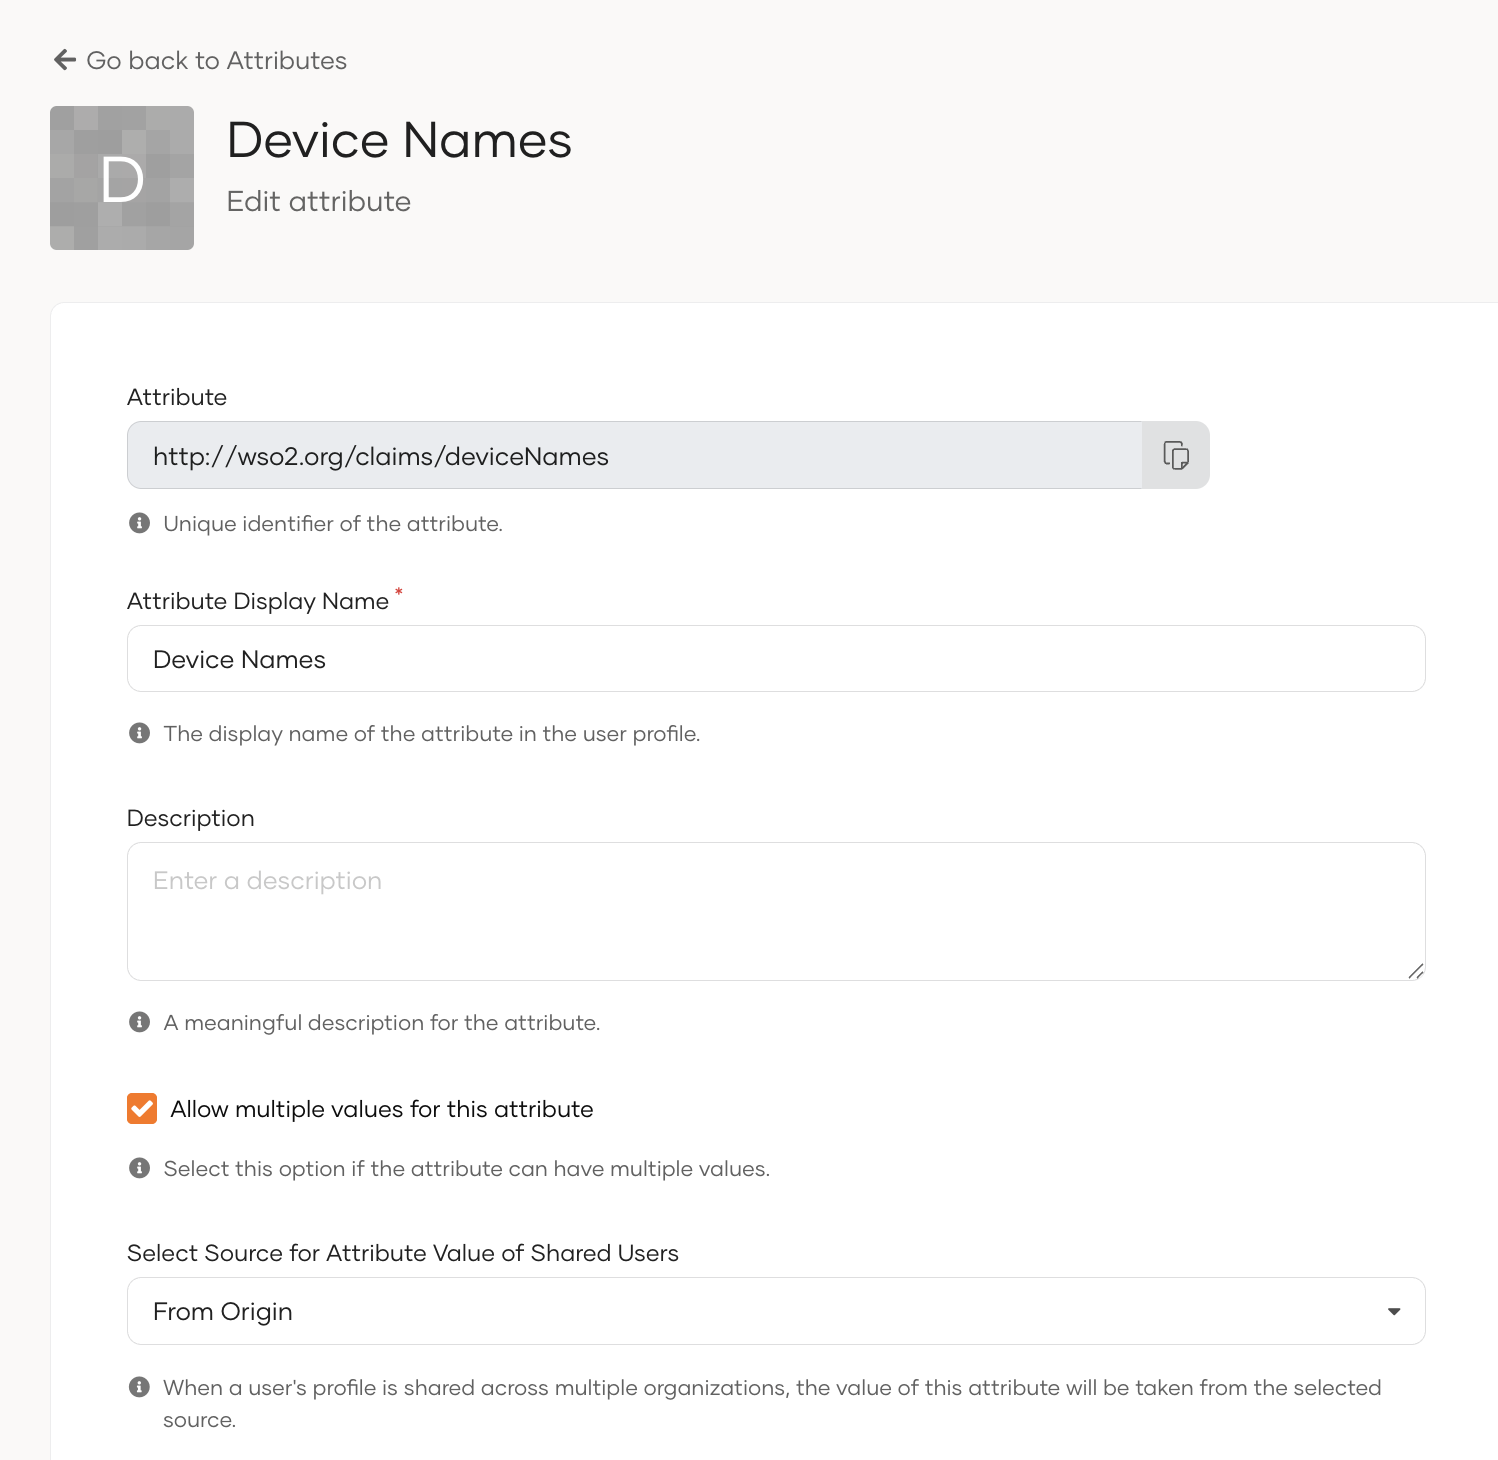 Go back to Attributes
D
Device Names
Edit attribute
Attribute
http://wso2.org/claims/deviceNames
Unique identifier of the attribute.
Attribute Display Name *
Device Names
The display name of the attribute in the user profile.
Description
Enter a description
A meaningful description for the attribute.
Allow multiple values for this attribute
Select this option if the attribute can have multiple values.
Select Source for Attribute Value of Shared Users
From Origin
When a user's profile is shared across multiple organizations, the value of this attribute will be taken from the selected
source.